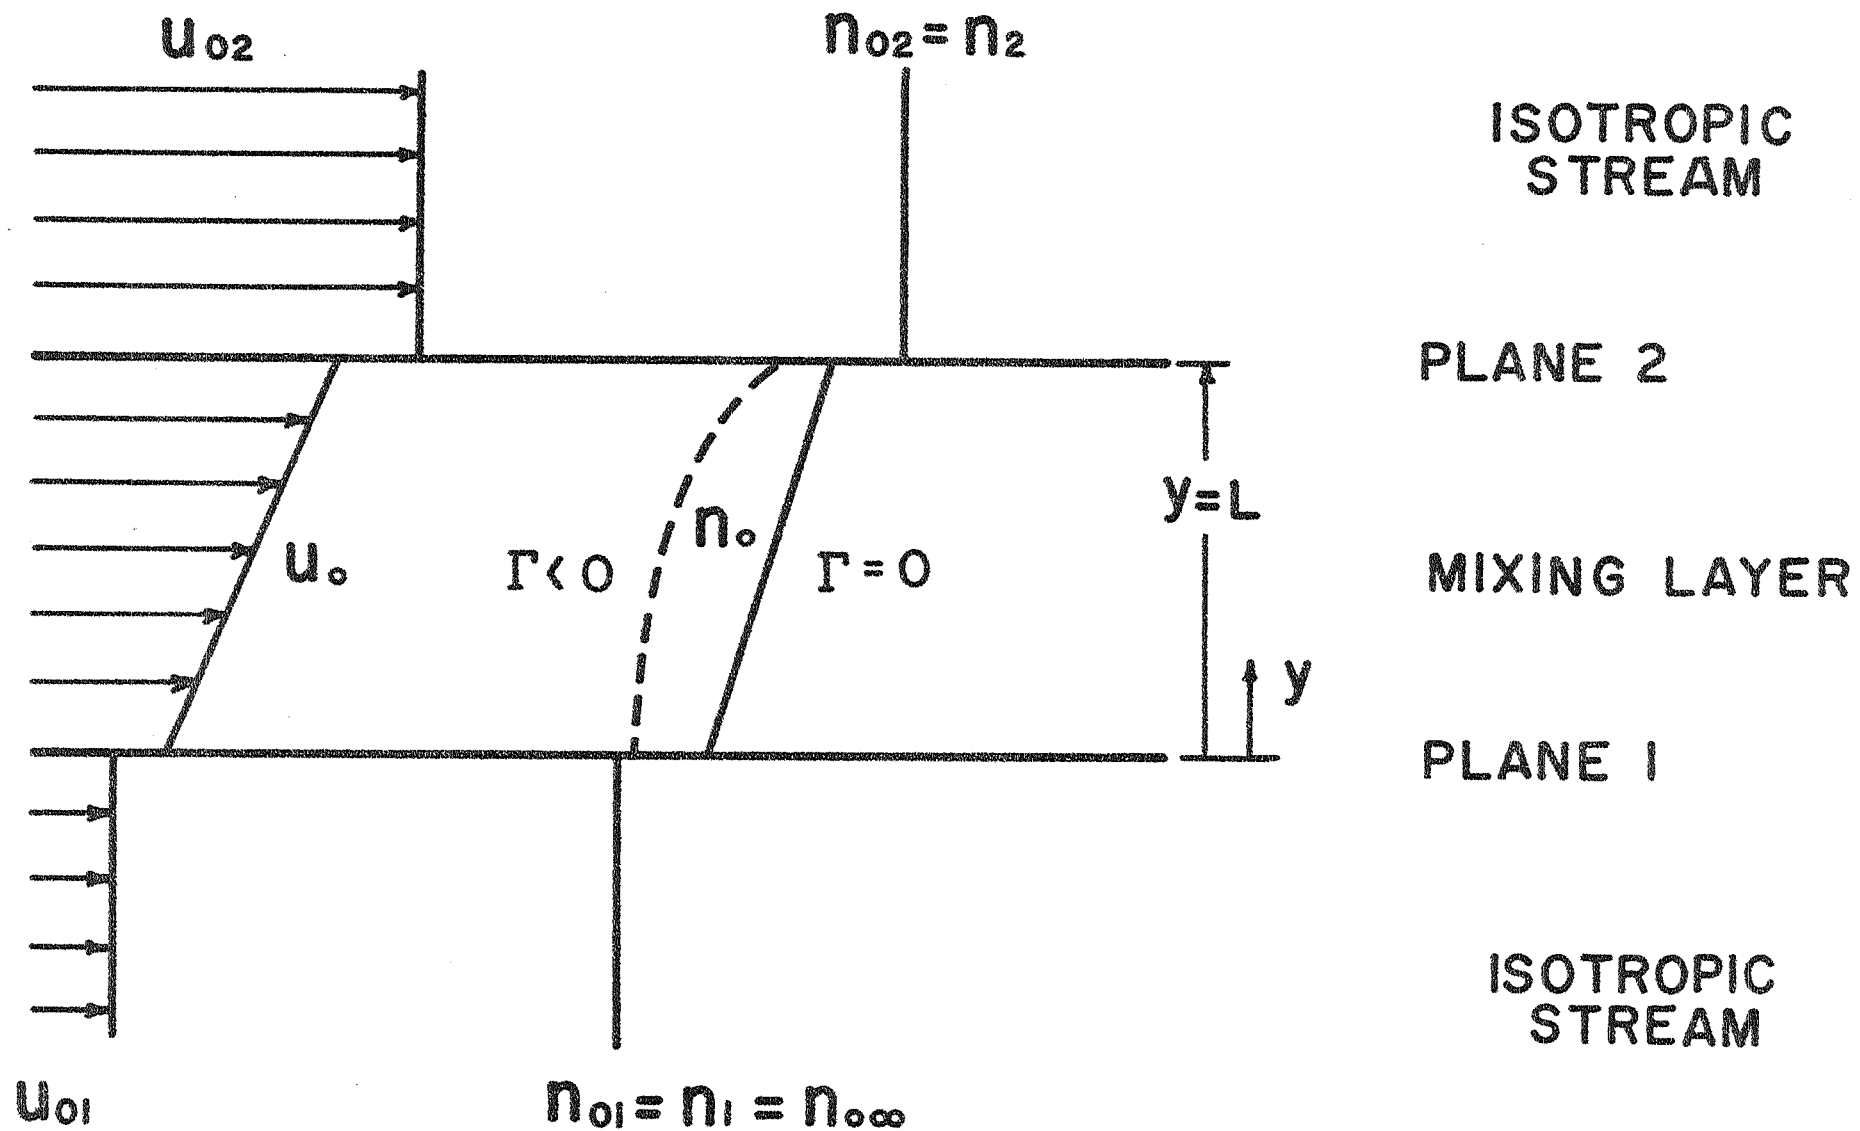 u₀₂
n₀₂ = n₂
ISOTROPIC
STREAM
PLANE 2
y = L
n₀
u₀
Γ < 0
Γ = 0
MIXING LAYER
y
PLANE 1
ISOTROPIC
STREAM
u₀₁
n₀₁ = n₁ = n₀∞